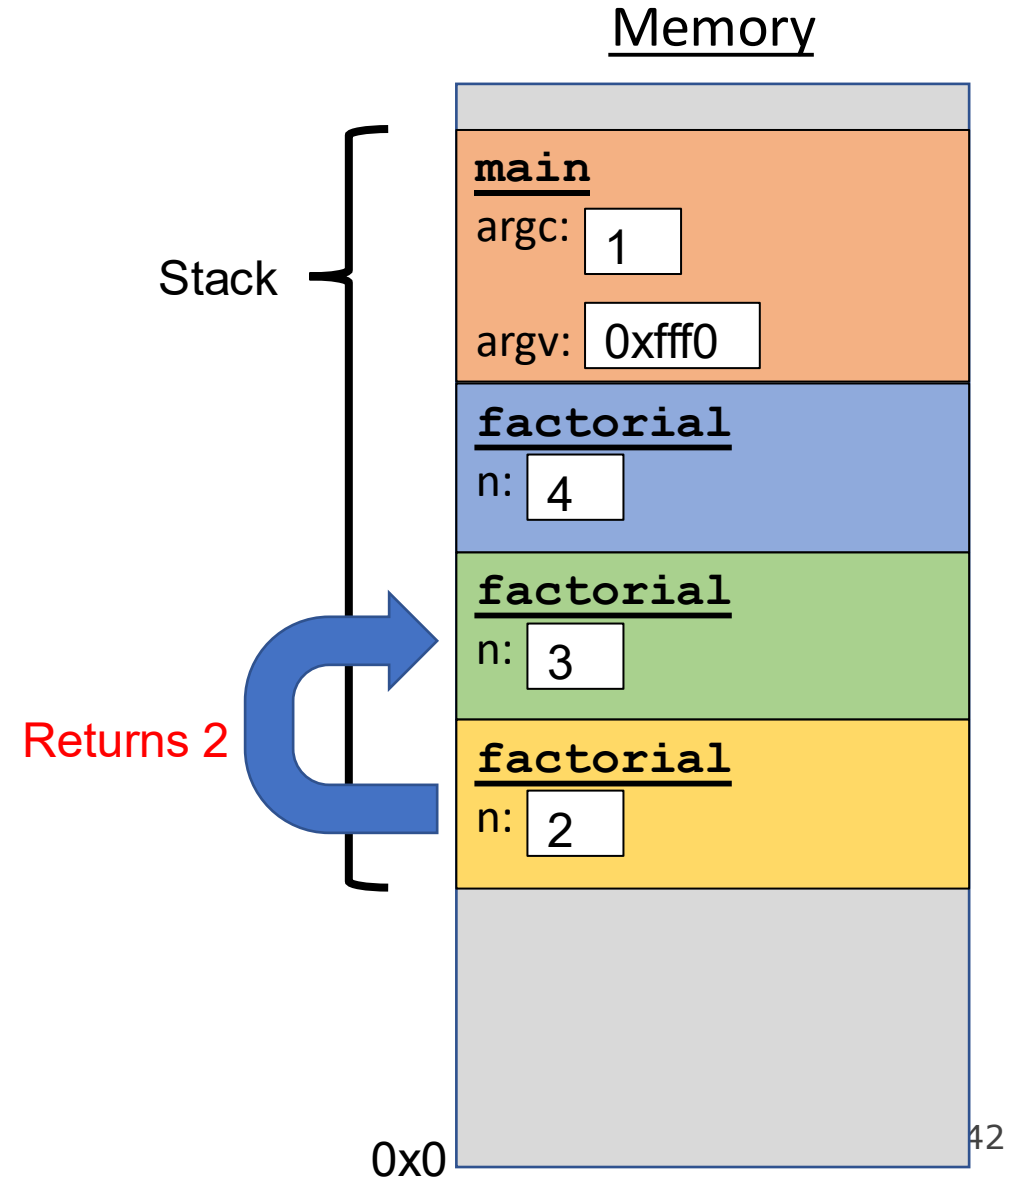 Memory
main
argc: 1
Stack
argv: 0xfff0
factorial
n: 4
factorial
n: 3
Returns 2
factorial
n: 2
42
0x0